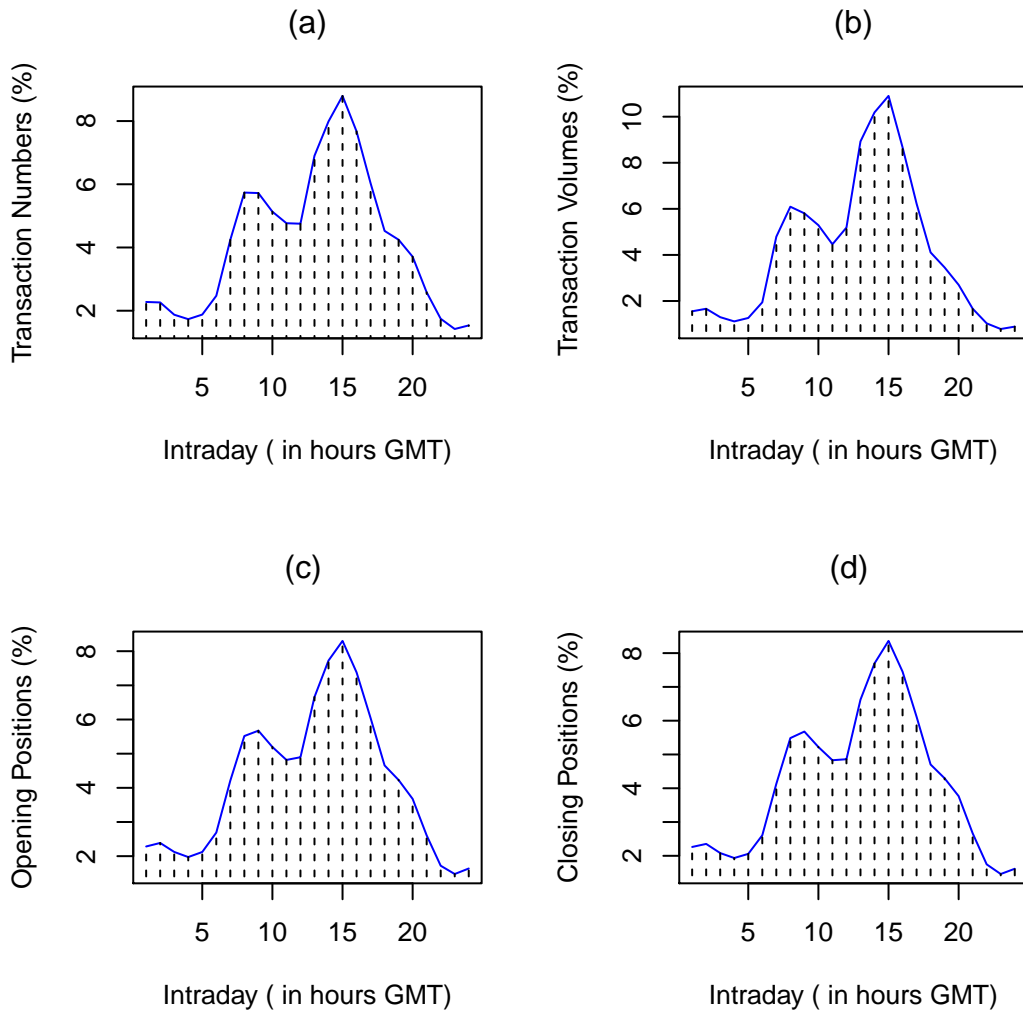 (a)
Transaction Numbers (%)
8
6
4
2
5 10 15 20
Intraday ( in hours GMT)
(b)
Transaction Volumes (%)
10
8
6
4
2
5 10 15 20
Intraday ( in hours GMT)
(c)
Opening Positions (%)
8
6
4
2
5 10 15 20
Intraday ( in hours GMT)
(d)
Closing Positions (%)
8
6
4
2
5 10 15 20
Intraday ( in hours GMT)